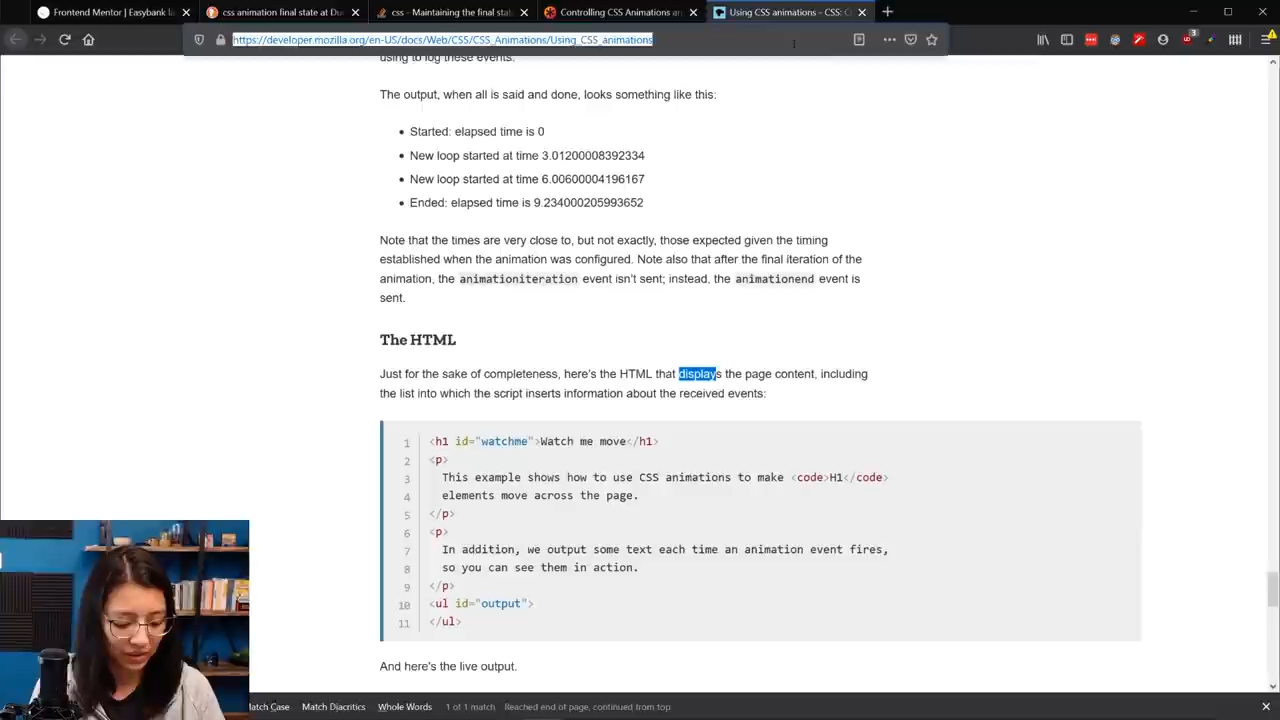 Frontend Mentor | Easybank la
css animation final state at Du
css - Maintaining the final stat
Controlling CSS Animations ar
Using CSS animations - CSS: C
https://developer.mozilla.org/en-US/docs/Web/CSS/CSS_Animations/Using_CSS_animations
3
using to log these events.
The output, when all is said and done, looks something like this:
• Started: elapsed time is 0
• New loop started at time 3.01200008392334
• New loop started at time 6.00600004196167
• Ended: elapsed time is 9.234000205993652
Note that the times are very close to, but not exactly, those expected given the timing
established when the animation was configured. Note also that after the final iteration of the
animation, the animationiteration event isn't sent; instead, the animationend event is
sent.
The HTML
Just for the sake of completeness, here's the HTML that displays the page content, including
the list into which the script inserts information about the received events:
1 <h1 id="watchme">Watch me move</h1>
2 <p>
3 This example shows how to use CSS animations to make <code>H1</code>
4 elements move across the page.
5 </p>
6 <p>
7 In addition, we output some text each time an animation event fires,
8 so you can see them in action.
9 </p>
10 <ul id="output">
11 </ul>
And here's the live output.
atch Case Match Diacritics Whole Words 1 of 1 match Reached end of page, continued from top